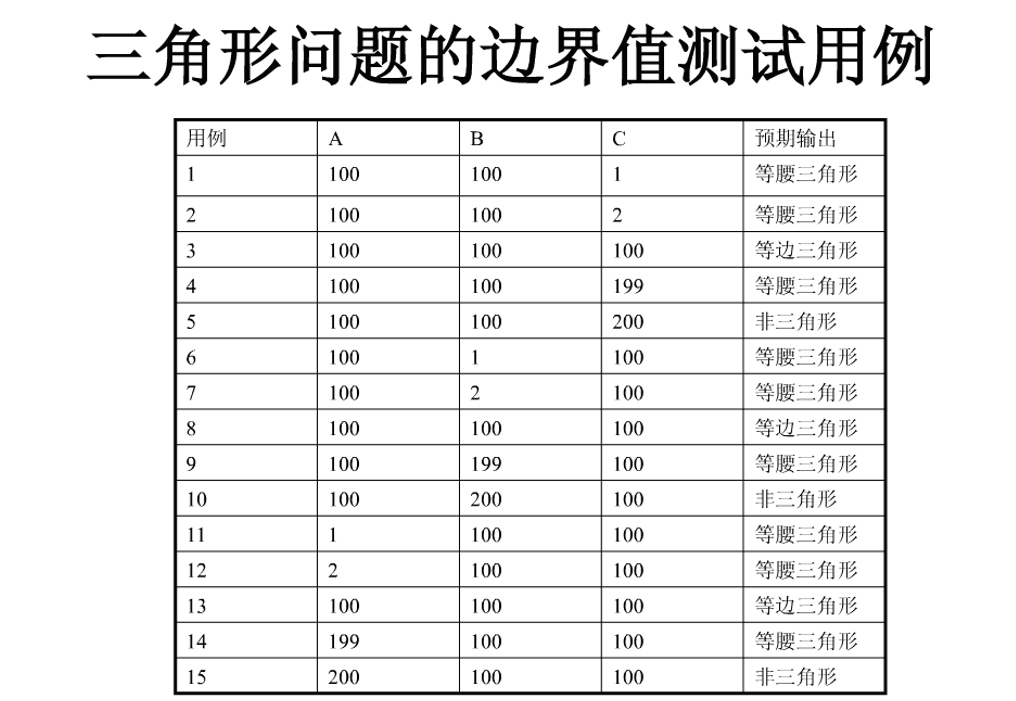 三角形问题的边界值测试用例
用例 A B C 预期输出
1 100 100 1 等腰三角形
2 100 100 2 等腰三角形
3 100 100 100 等边三角形
4 100 100 199 等腰三角形
5 100 100 200 非三角形
6 100 1 100 等腰三角形
7 100 2 100 等腰三角形
8 100 100 100 等边三角形
9 100 199 100 等腰三角形
10 100 200 100 非三角形
11 1 100 100 等腰三角形
12 2 100 100 等腰三角形
13 100 100 100 等边三角形
14 199 100 100 等腰三角形
15 200 100 100 非三角形